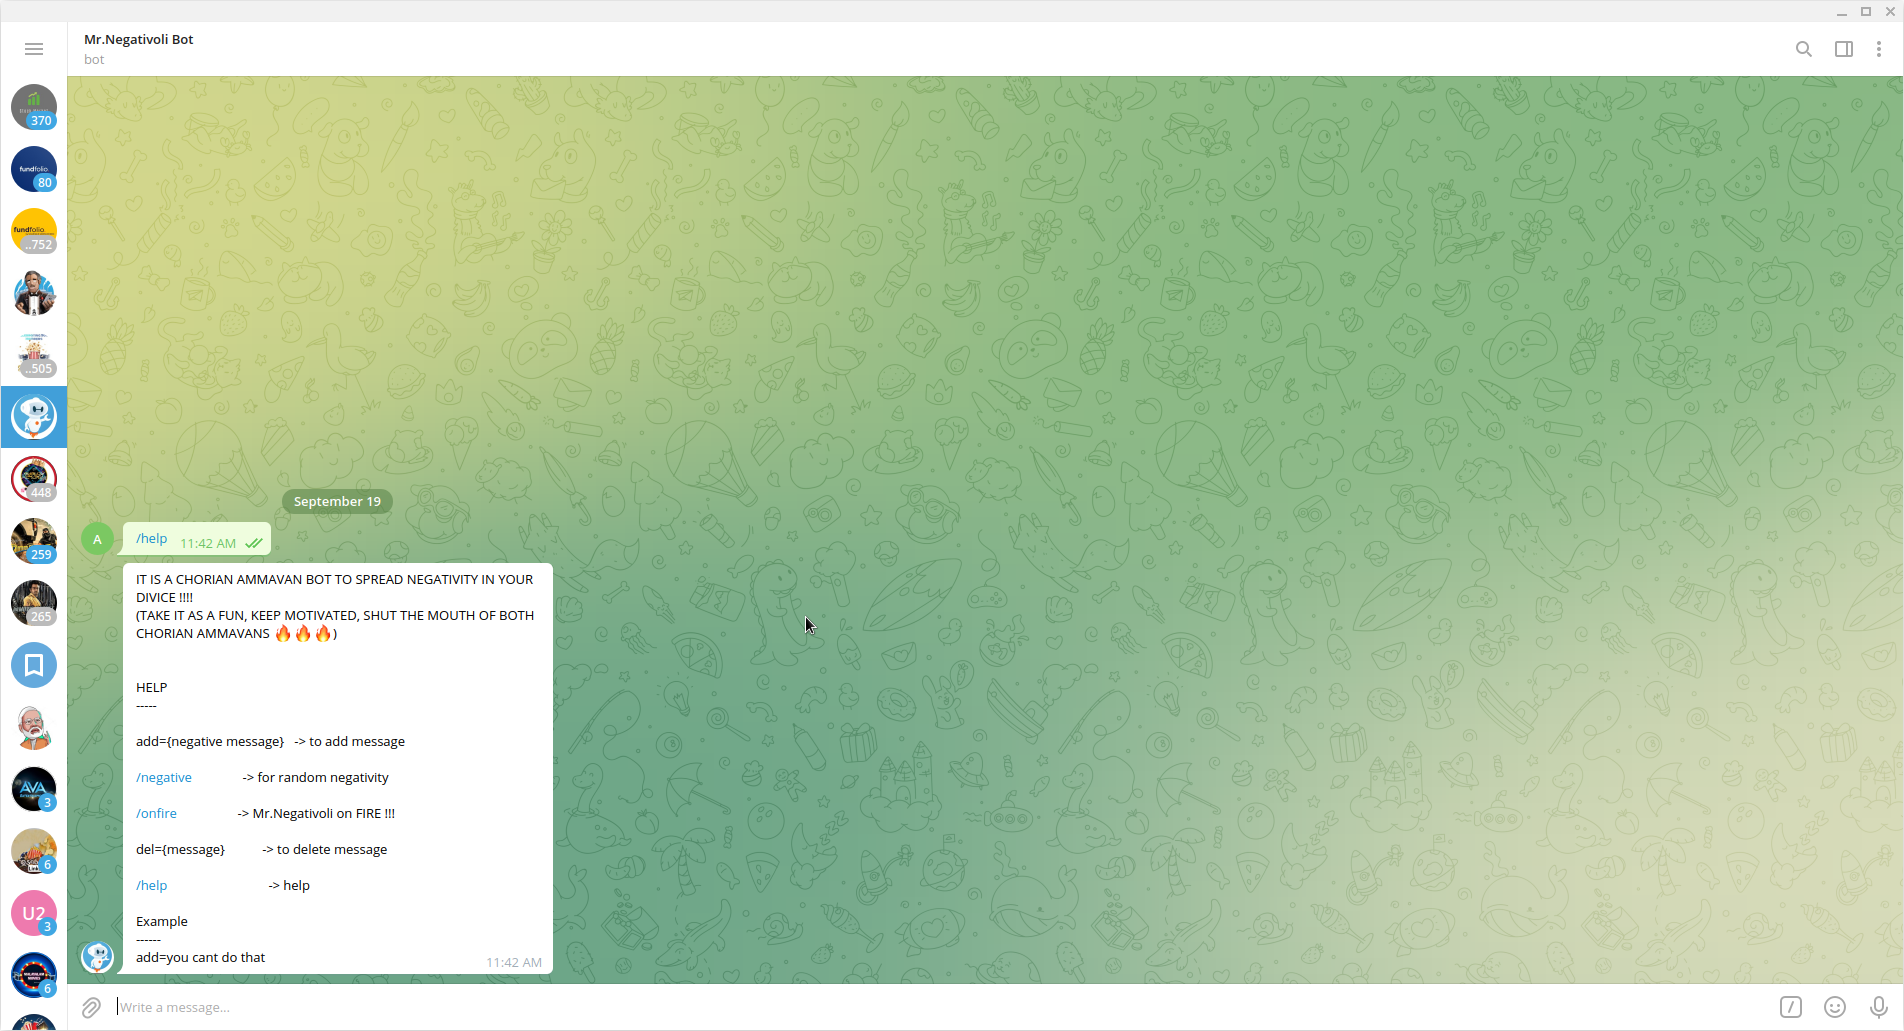 Mr.Negativoli Bot
bot
370
fundfolio.
80
fundfolio.
..752
..505
448
259
265
AVA
3
6
U2
3
6
September 19
A
/help 11:42 AM
IT IS A CHORIAN AMMAVAN BOT TO SPREAD NEGATIVITY IN YOUR
DIVICE !!!!
(TAKE IT AS A FUN, KEEP MOTIVATED, SHUT THE MOUTH OF BOTH
CHORIAN AMMAVANS 🔥🔥🔥)
HELP
-----
add={negative message} -> to add message
/negative -> for random negativity
/onfire -> Mr.Negativoli on FIRE !!!
del={message} -> to delete message
/help -> help
Example
------
add=you cant do that
11:42 AM
Write a message...